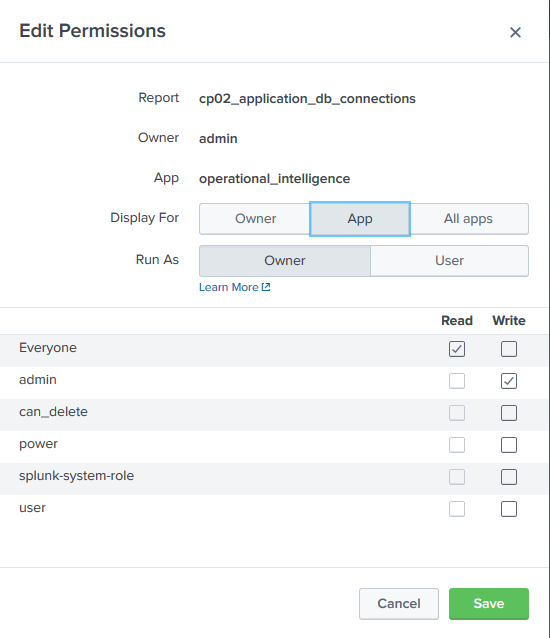 Edit Permissions
Report cp02_application_db_connections
Owner admin
App operational_intelligence
Display For Owner App All apps
Run As Owner User
Learn More
Read Write
Everyone
admin
can_delete
power
splunk-system-role
user
Cancel Save